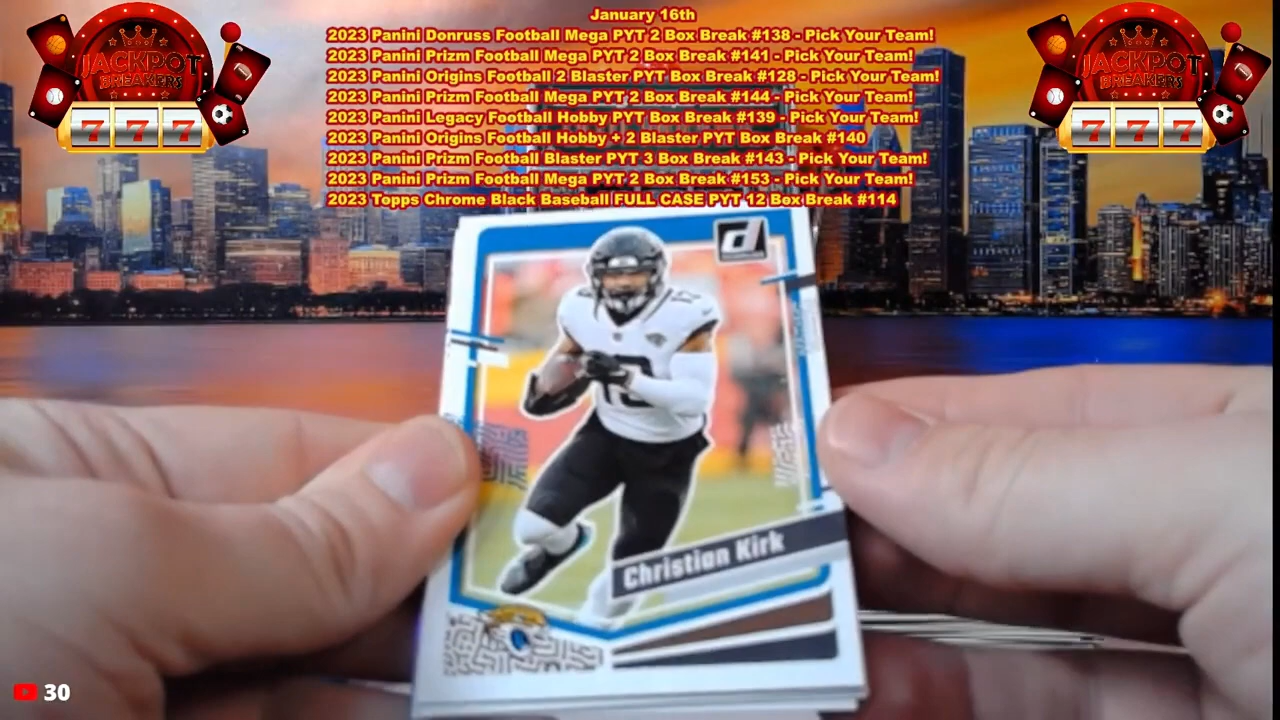 January 16th
2023 Panini Donruss Football Mega PYT 2 Box Break #138 - Pick Your Team!
2023 Panini Prizm Football Mega PYT 2 Box Break #141 - Pick Your Team!
2023 Panini Origins Football 2 Blaster PYT Box Break #128 - Pick Your Team!
2023 Panini Prizm Football Mega PYT 2 Box Break #144 - Pick Your Team!
2023 Panini Legacy Football Hobby PYT Box Break #139 - Pick Your Team!
2023 Panini Origins Football Hobby + 2 Blaster PYT Box Break #140
2023 Panini Prizm Football Blaster PYT 3 Box Break #143 - Pick Your Team!
2023 Panini Prizm Football Mega PYT 2 Box Break #153 - Pick Your Team!
2023 Topps Chrome Black Baseball FULL CASE PYT 12 Box Break #114
JACKPOT
BREAKERS
7 7 7
JACKPOT
BREAKERS
7 7 7
d
13
Christian Kirk
30